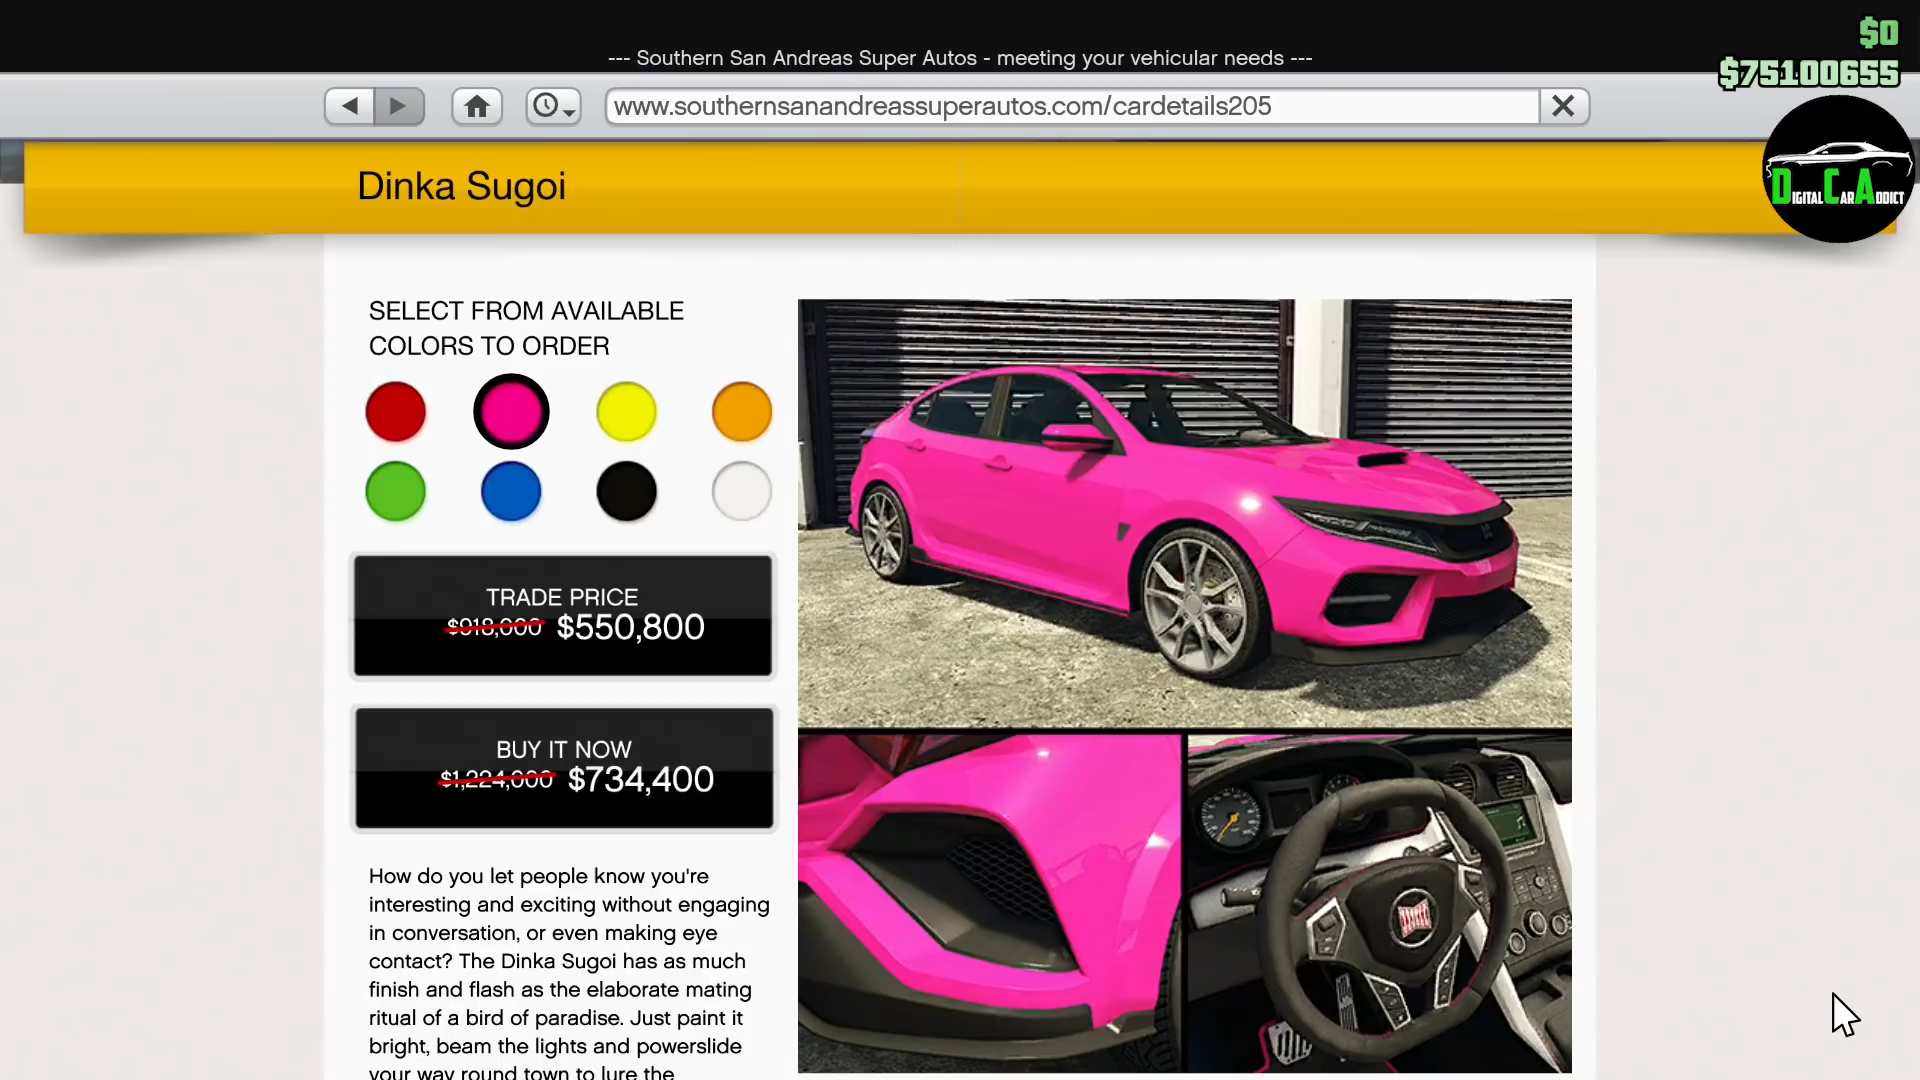 $0
--- Southern San Andreas Super Autos - meeting your vehicular needs ---
$75100655
www.southernsanandreassuperautos.com/cardetails205
Dinka Sugoi
DIGITALCARADDICT
SELECT FROM AVAILABLE
COLORS TO ORDER
TRADE PRICE
$918,000 $550,800
BUY IT NOW
$1,224,000 $734,400
How do you let people know you're
interesting and exciting without engaging
in conversation, or even making eye
contact? The Dinka Sugoi has as much
finish and flash as the elaborate mating
ritual of a bird of paradise. Just paint it
bright, beam the lights and powerslide
your way round town to lure the